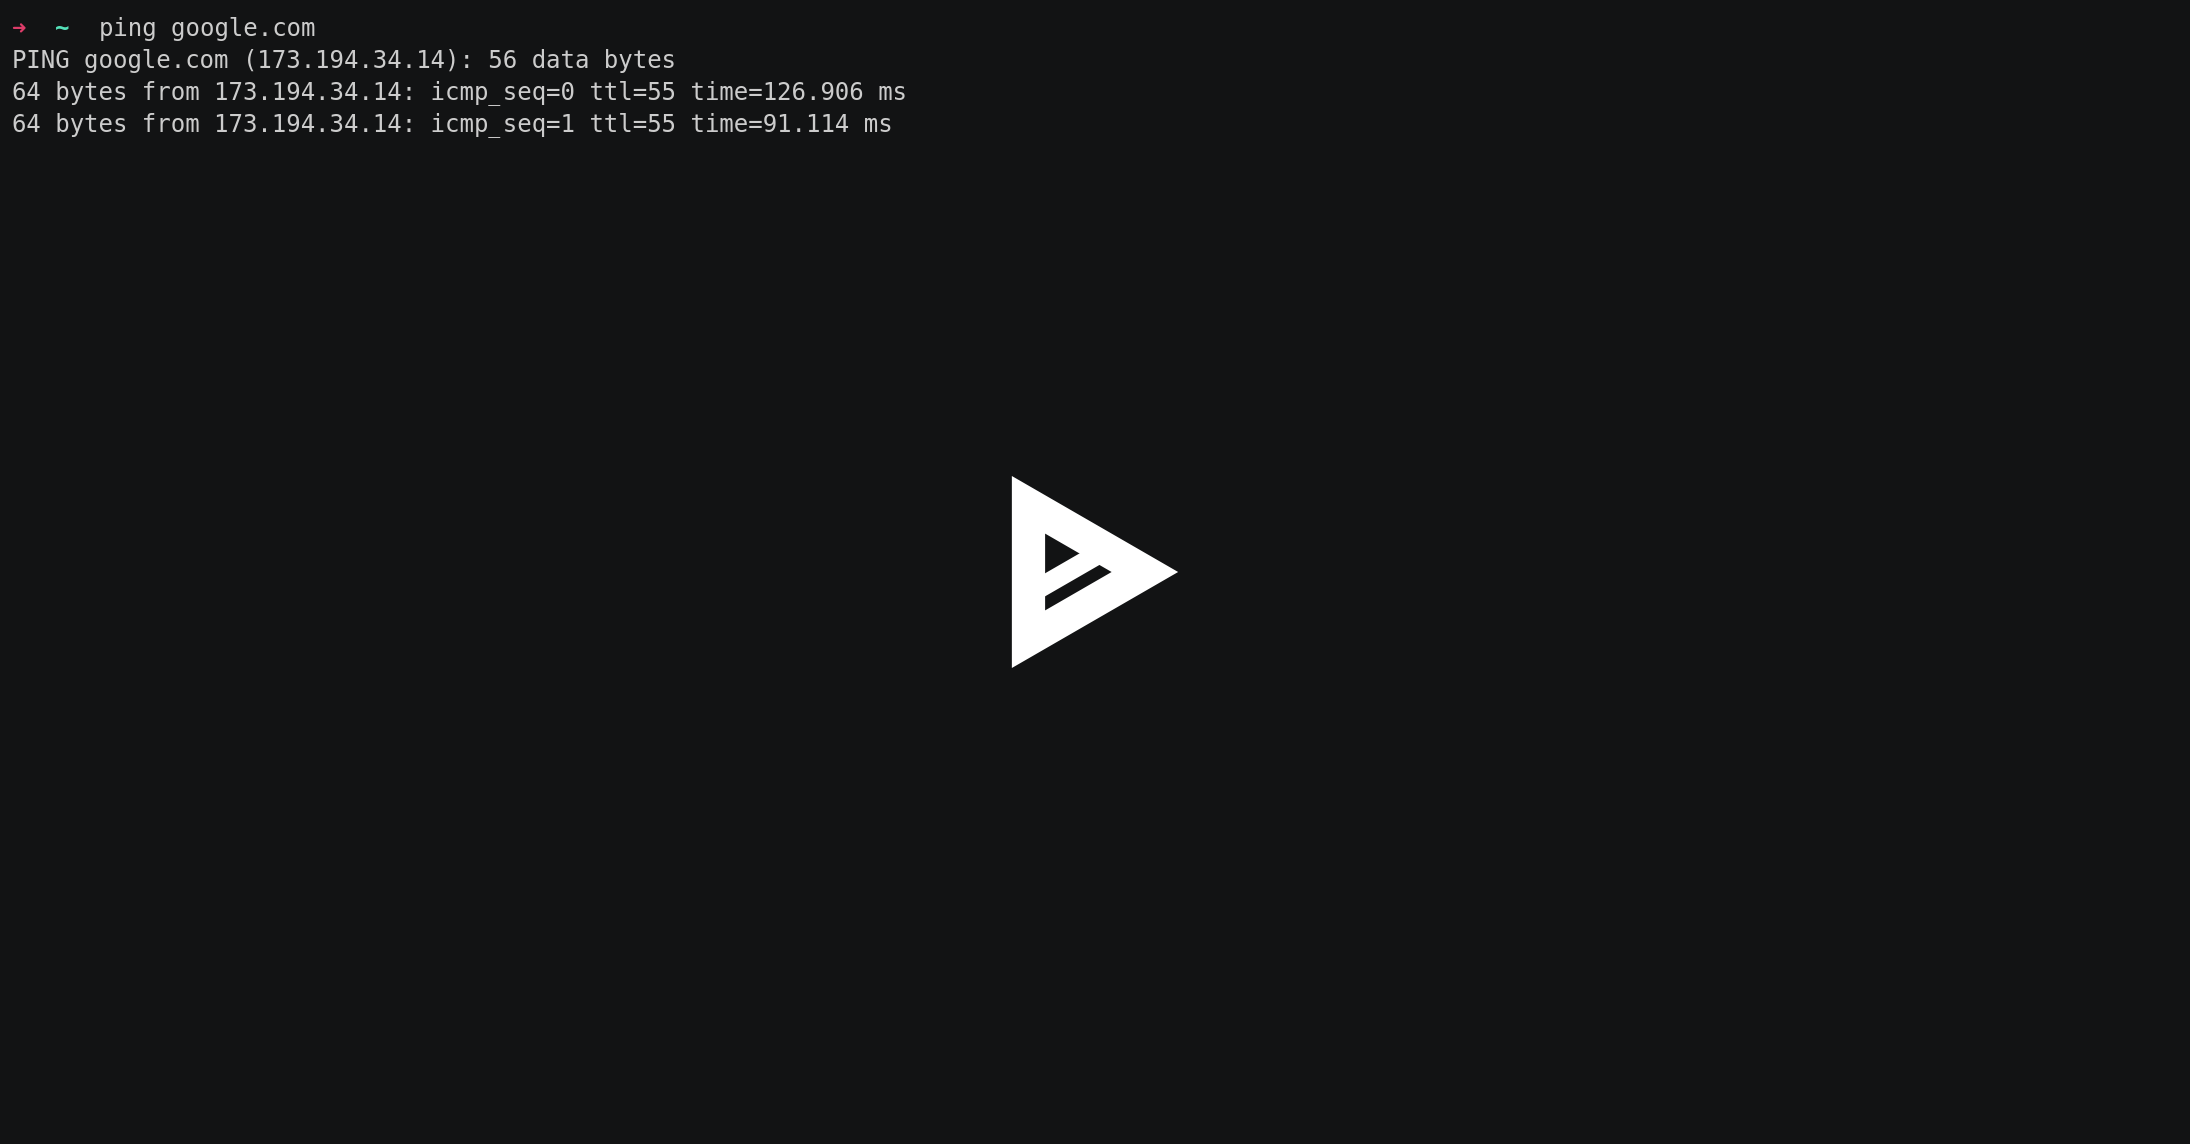 ➜  ~  ping google.com
PING google.com (173.194.34.14): 56 data bytes
64 bytes from 173.194.34.14: icmp_seq=0 ttl=55 time=126.906 ms
64 bytes from 173.194.34.14: icmp_seq=1 ttl=55 time=91.114 ms